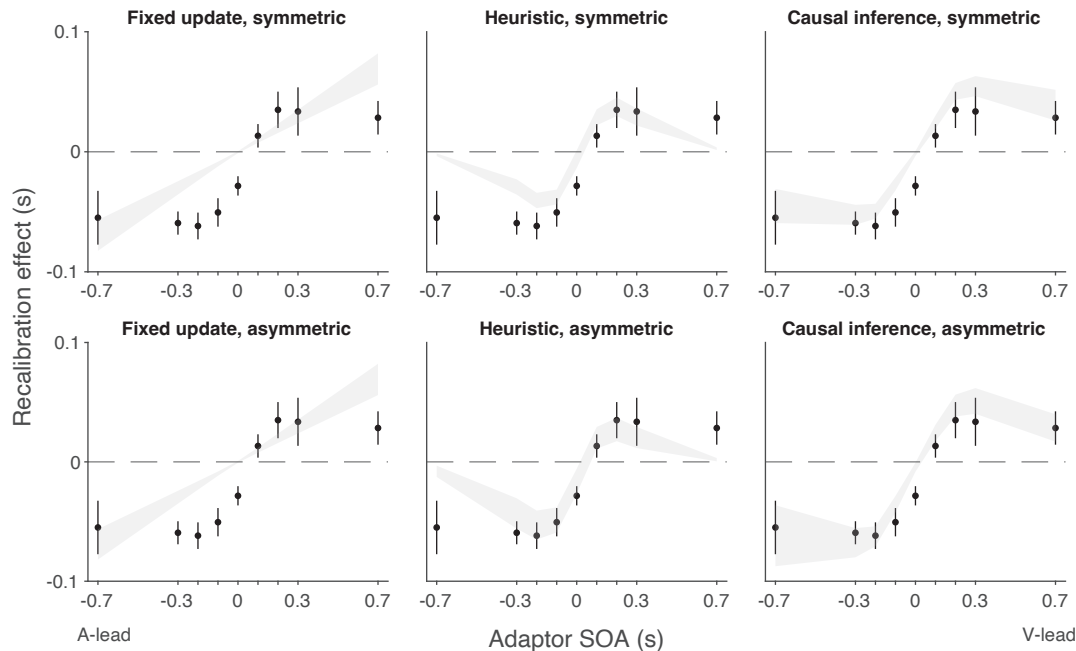 Fixed update, symmetric
Heuristic, symmetric
Causal inference, symmetric
0.1
0
-0.1
-0.7 -0.3 0 0.3 0.7
-0.7 -0.3 0 0.3 0.7
-0.7 -0.3 0 0.3 0.7
Recalibration effect (s)
Fixed update, asymmetric
Heuristic, asymmetric
Causal inference, asymmetric
0.1
0
-0.1
-0.7 -0.3 0 0.3 0.7
-0.7 -0.3 0 0.3 0.7
-0.7 -0.3 0 0.3 0.7
A-lead
Adaptor SOA (s)
V-lead